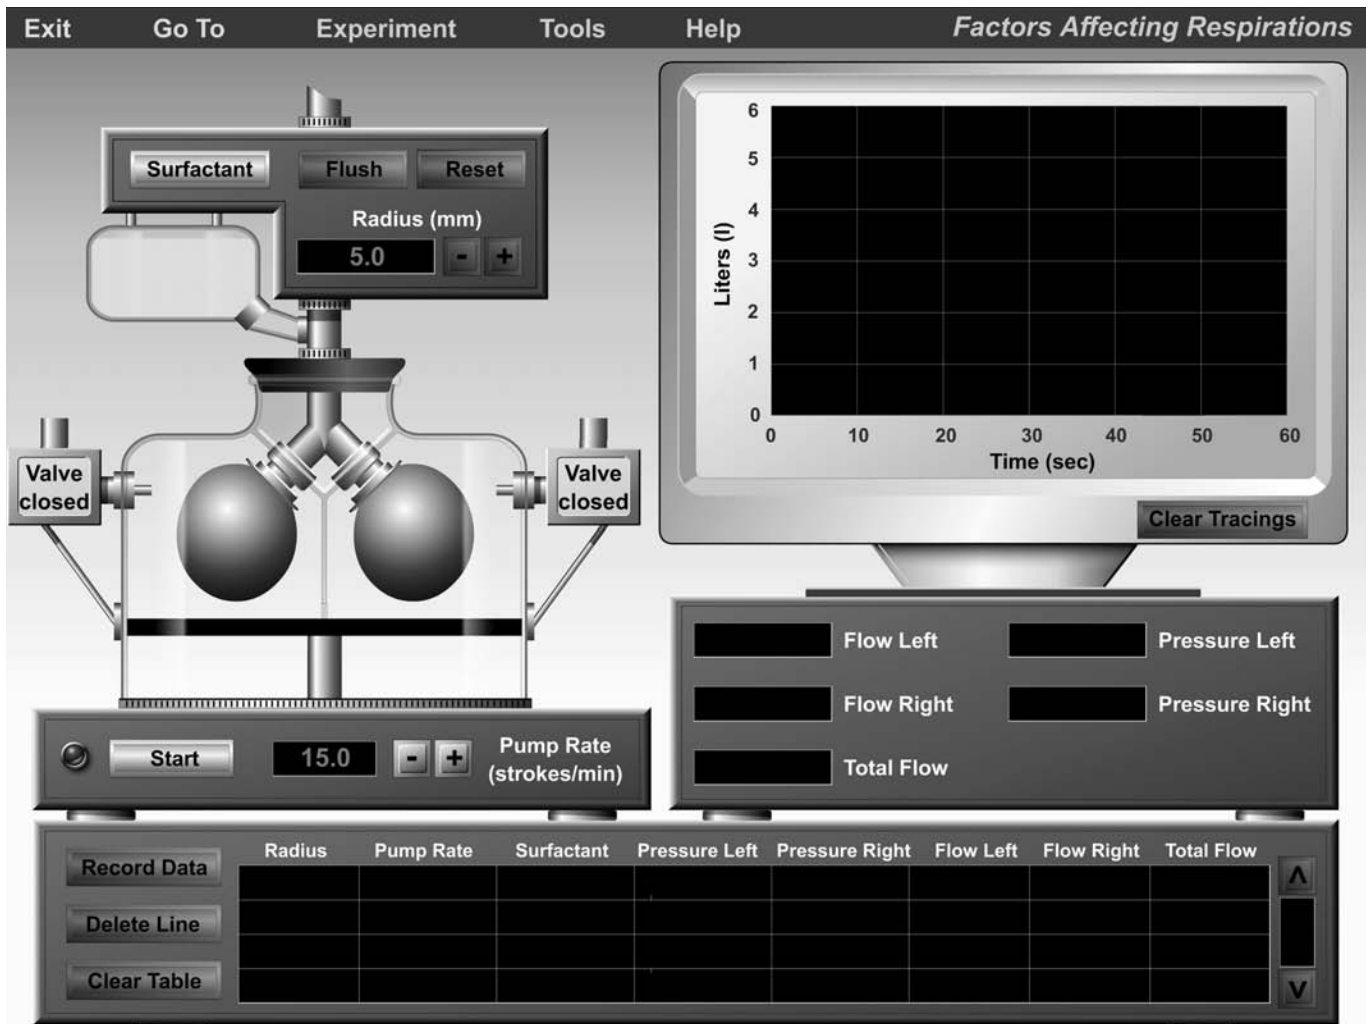 Exit Go To Experiment Tools Help Factors Affecting Respirations
Surfactant Flush Reset
Radius (mm)
5.0 - +
Valve
closed
Valve
closed
Start 15.0 - + Pump Rate
(strokes/min)
6
5
4
3
2
1
0
Liters (l)
0 10 20 30 40 50 60
Time (sec)
Clear Tracings
Flow Left Pressure Left
Flow Right Pressure Right
Total Flow
Radius Pump Rate Surfactant Pressure Left Pressure Right Flow Left Flow Right Total Flow
Record Data
Delete Line
Clear Table
Λ
V